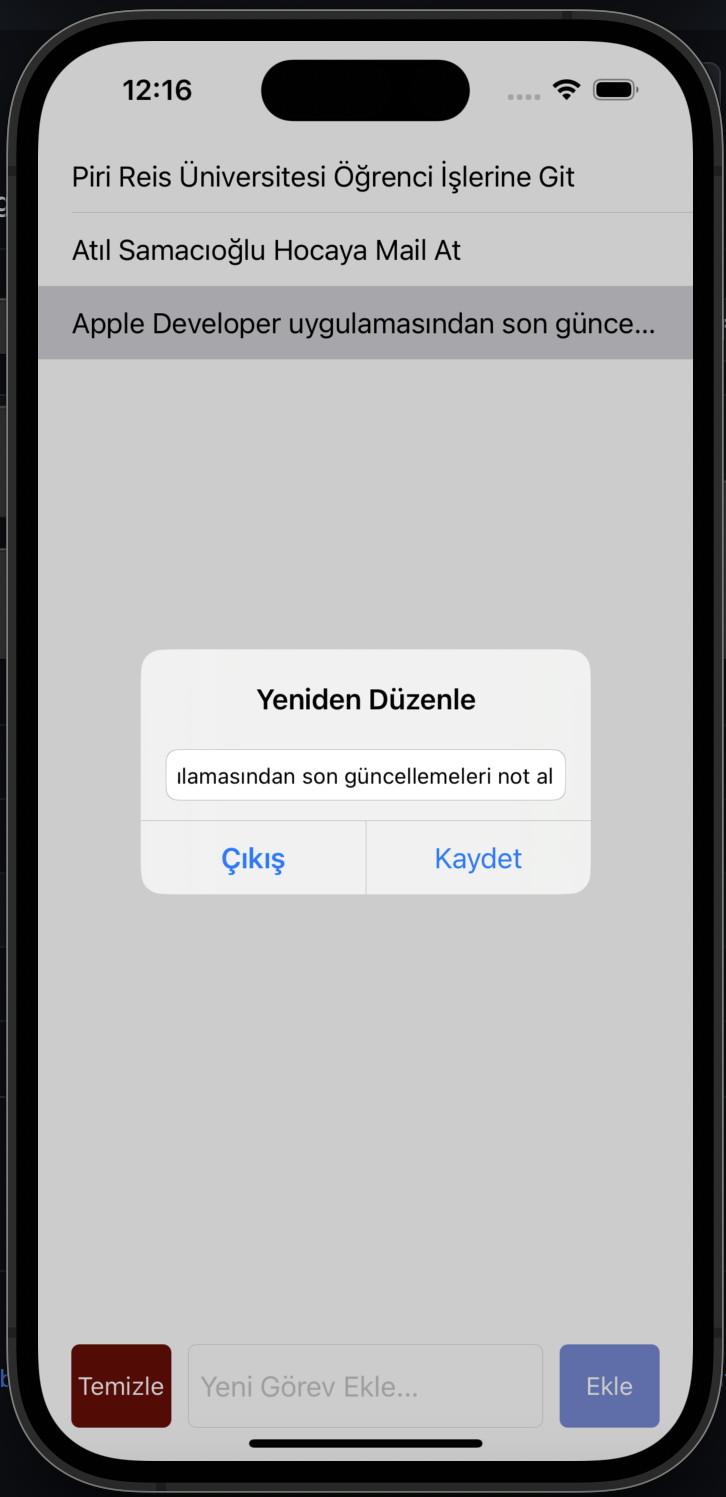 12:16
Piri Reis Üniversitesi Öğrenci İşlerine Git
Atıl Samacıoğlu Hocaya Mail At
Apple Developer uygulamasından son günce...
Yeniden Düzenle
ılamasından son güncellemeleri not al
Çıkış
Kaydet
Temizle
Yeni Görev Ekle...
Ekle